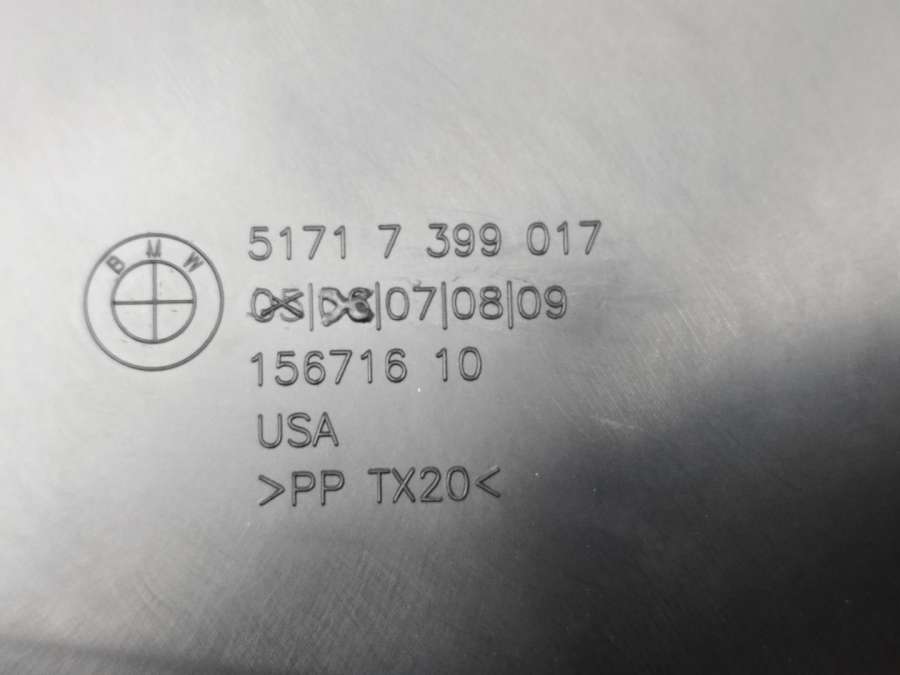 BMW
5171 7 399 017
05|06|07|08|09
156716 10
USA
>PP TX20<